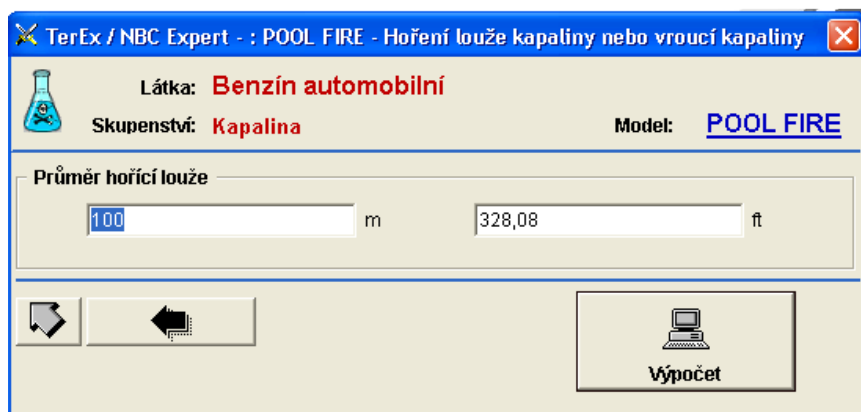 TerEx / NBC Expert - : POOL FIRE - Hoření louže kapaliny nebo vroucí kapaliny
Látka: Benzín automobilní
Skupenství: Kapalina Model: POOL FIRE
Průměr hořící louže
100 m 328,08 ft
Výpočet